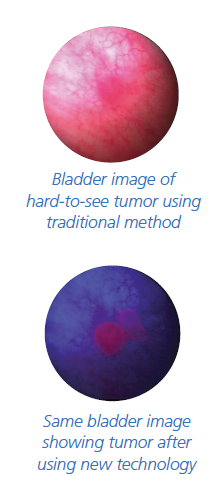 Bladder image of
hard-to-see tumor using
traditional method
Same bladder image
showing tumor after
using new technology